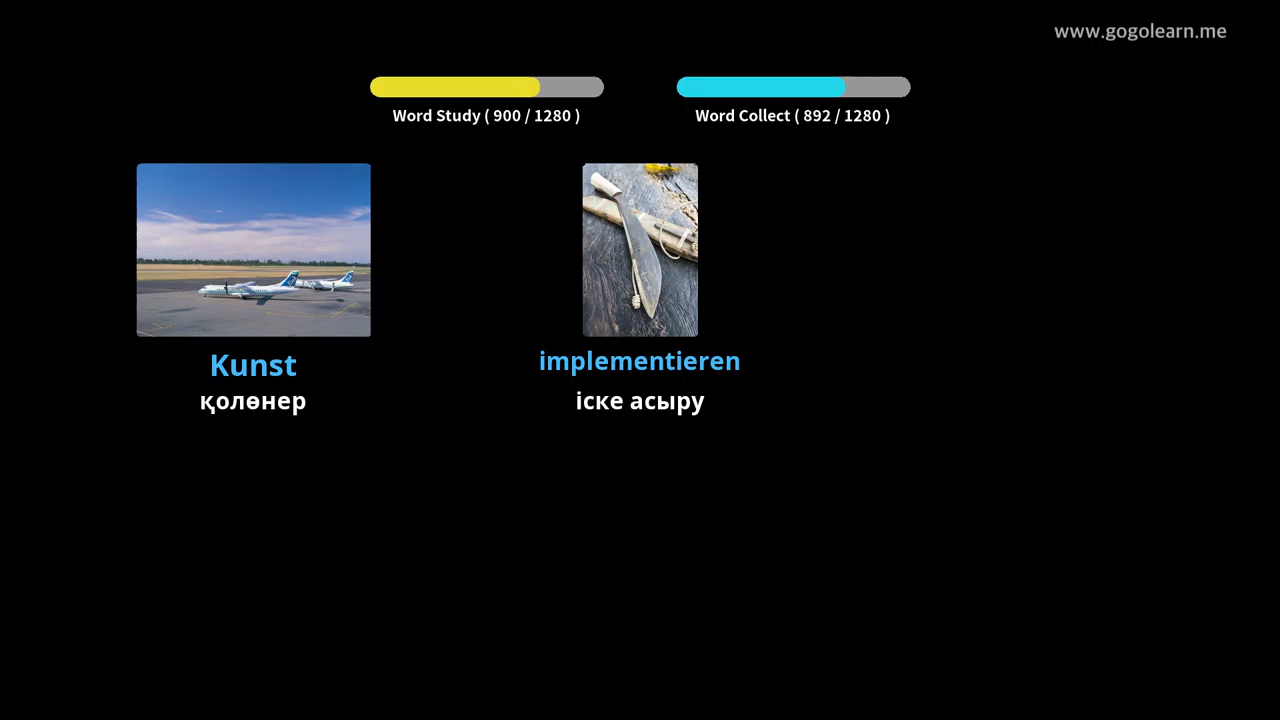 www.gogolearn.me
Word Study ( 900 / 1280 )
Word Collect ( 892 / 1280 )
Kunst
қолөнер
implementieren
іске асыру